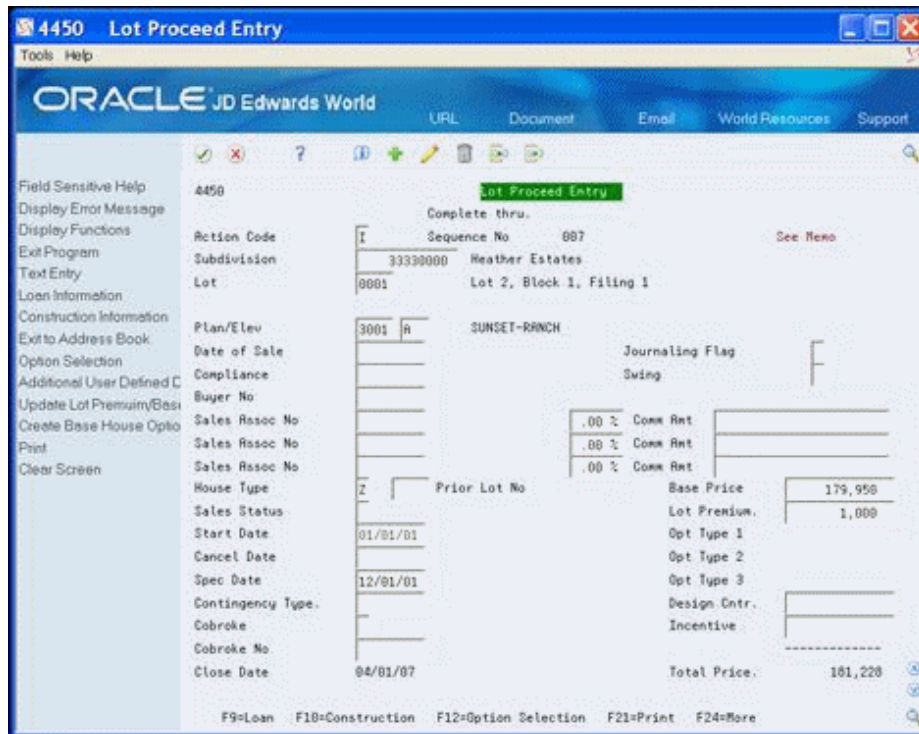 4450 Lot Proceed Entry
Tools Help
ORACLE JD Edwards World
URL Document Email World Resources Support
?
Field Sensitive Help
Display Error Message
Display Functions
Exit Program
Text Entry
Loan Information
Construction Information
Exit to Address Book
Option Selection
Additional User Defined D
Update Lot Premuim/Base
Create Base House Optio
Print
Clear Screen
4450 Lot Proceed Entry
Complete thru.
Action Code I Sequence No 007 See Memo
Subdivision 33330000 Heather Estates
Lot 0001 Lot 2, Block 1, Filing 1
Plan/Elev 3001 A SUNSET-RANCH
Date of Sale Journaling Flag
Compliance Swing
Buyer No
Sales Assoc No .00 % Comm Amt
Sales Assoc No .00 % Comm Amt
Sales Assoc No .00 % Comm Amt
House Type Z Prior Lot No Base Price 179,950
Sales Status Lot Premium. 1,000
Start Date 01/01/01 Opt Type 1
Cancel Date Opt Type 2
Spec Date 12/01/01 Opt Type 3
Contingency Type. Design Cntr.
Cobroke Incentive
Cobroke No -------------
Close Date 04/01/07 Total Price.
F9=Loan F10=Construction F12=Option Selection F21=Print F24=More